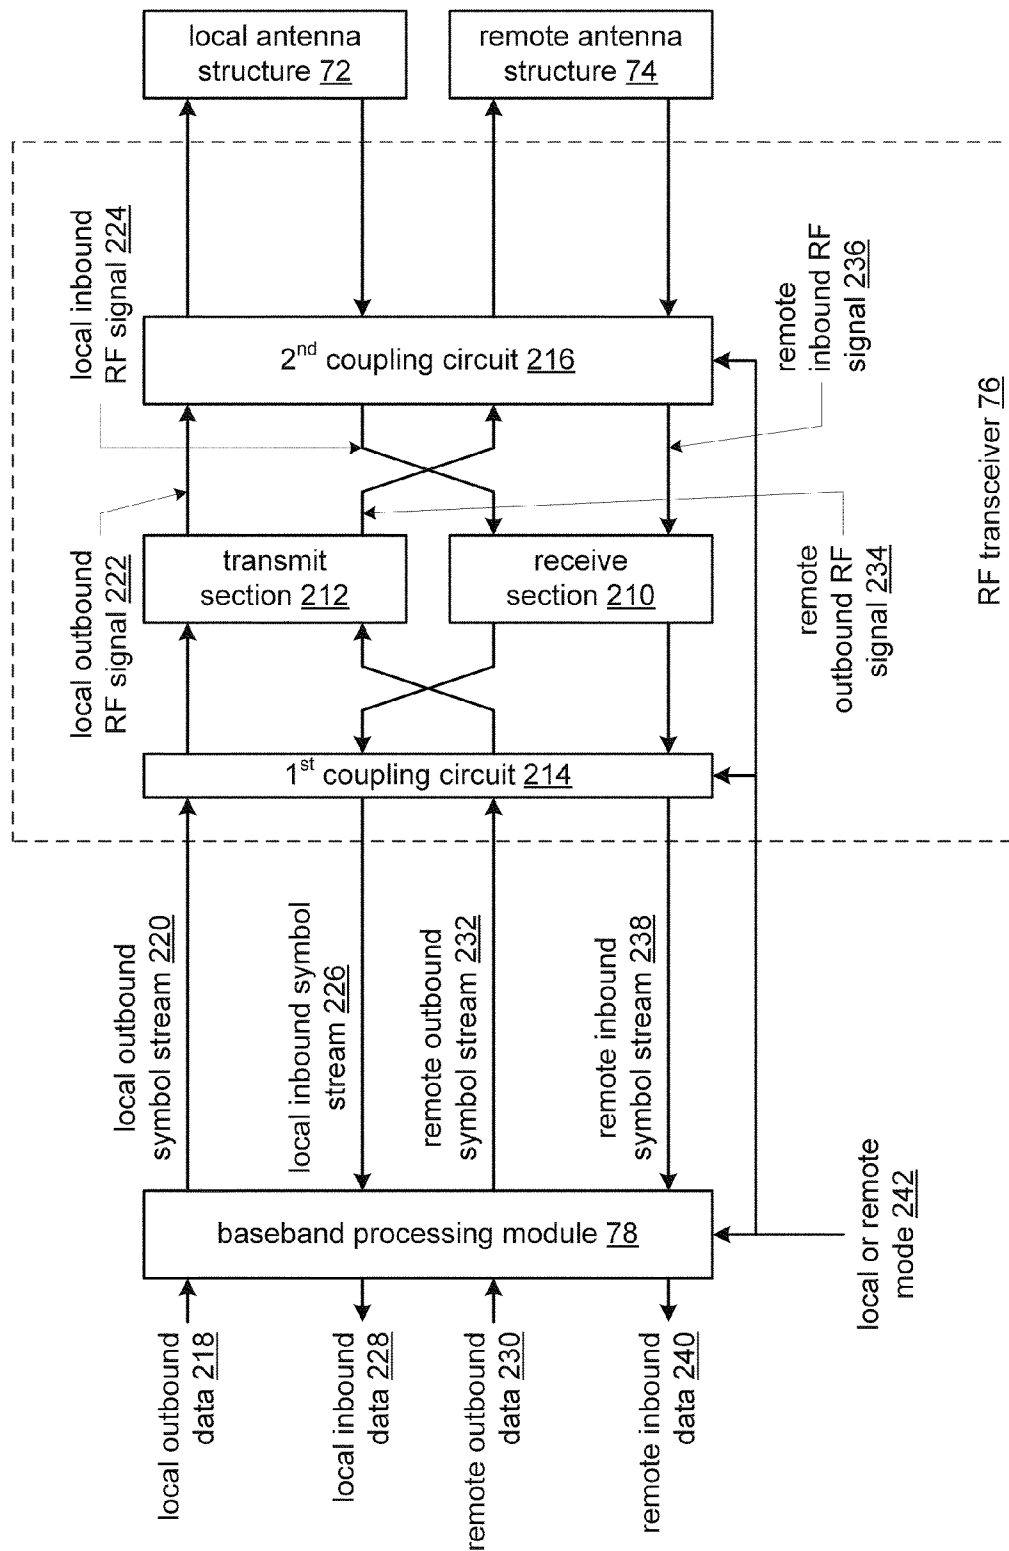 local antenna
structure 72
remote antenna
structure 74
local inbound
RF signal 224
remote
inbound RF
signal 236
2nd coupling circuit 216
local outbound
RF signal 222
transmit
section 212
receive
section 210
remote
outbound RF
signal 234
RF transceiver 76
1st coupling circuit 214
local outbound
symbol stream 220
local inbound symbol
stream 226
remote outbound
symbol stream 232
remote inbound
symbol stream 238
baseband processing module 78
local or remote
mode 242
local outbound
data 218
local inbound
data 228
remote outbound
data 230
remote inbound
data 240